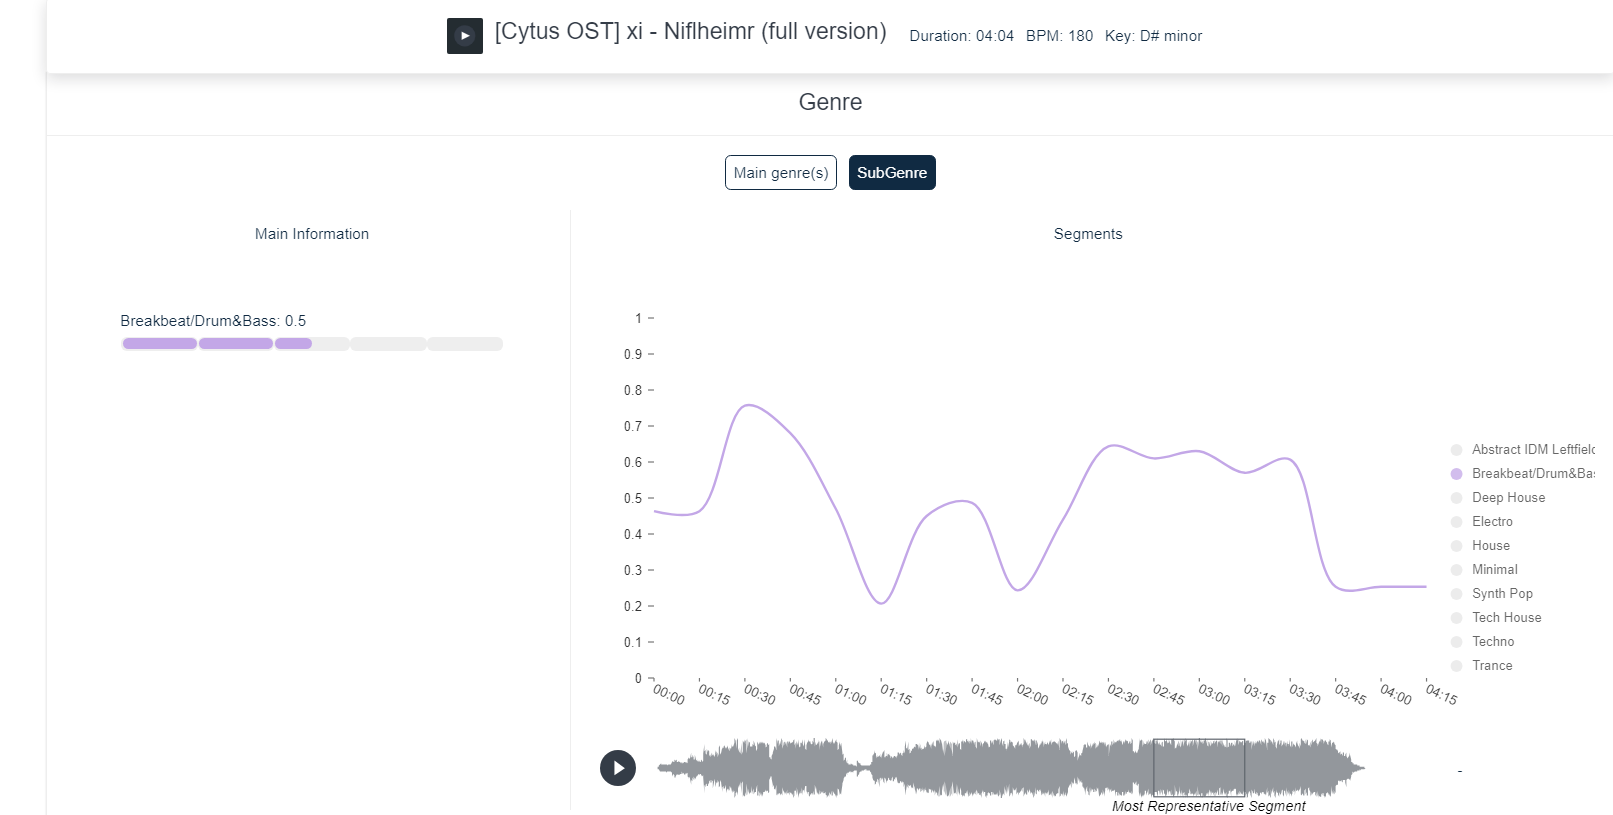 [Cytus OST] xi - Niflheimr (full version) Duration: 04:04 BPM: 180 Key: D# minor
Genre
Main genre(s) SubGenre
Main Information
Breakbeat/Drum&Bass: 0.5
Segments
1
0.9
0.8
0.7
0.6
0.5
0.4
0.3
0.2
0.1
0
00:00 00:15 00:30 00:45 01:00 01:15 01:30 01:45 02:00 02:15 02:30 02:45 03:00 03:15 03:30 03:45 04:00 04:15
Abstract IDM Leftfield
Breakbeat/Drum&Bas
Deep House
Electro
House
Minimal
Synth Pop
Tech House
Techno
Trance
-
Most Representative Segment